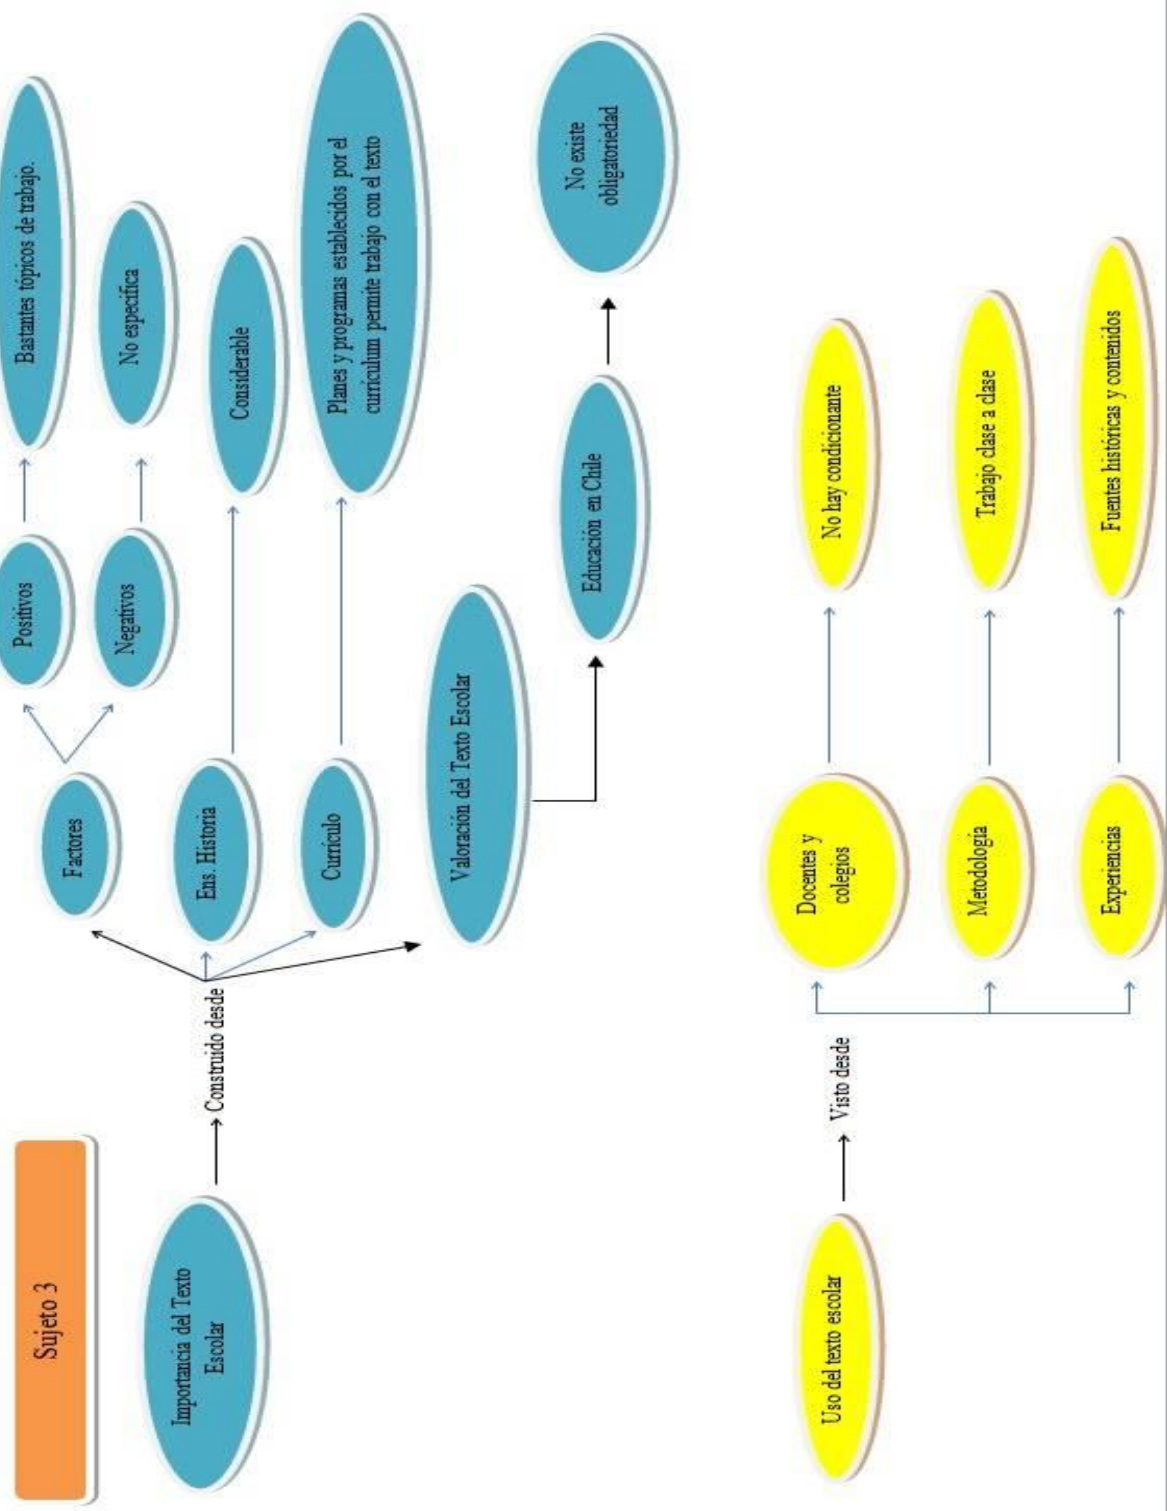 Sujeto 3
Importancia del Texto
Escolar
Construido desde
Factores
Positivos
Bastantes tópicos de trabajo.
Negativos
No especifica
Ens. Historia
Considerable
Currículo
Planes y programas establecidos por el
currículum permite trabajo con el texto
Valoración del Texto Escolar
Educación en Chile
No existe
obligatoriedad
Uso del texto escolar
Visto desde
Docentes y
colegios
No hay condicionante
Metodología
Trabajo clase a clase
Experiencias
Fuentes históricas y contenidos